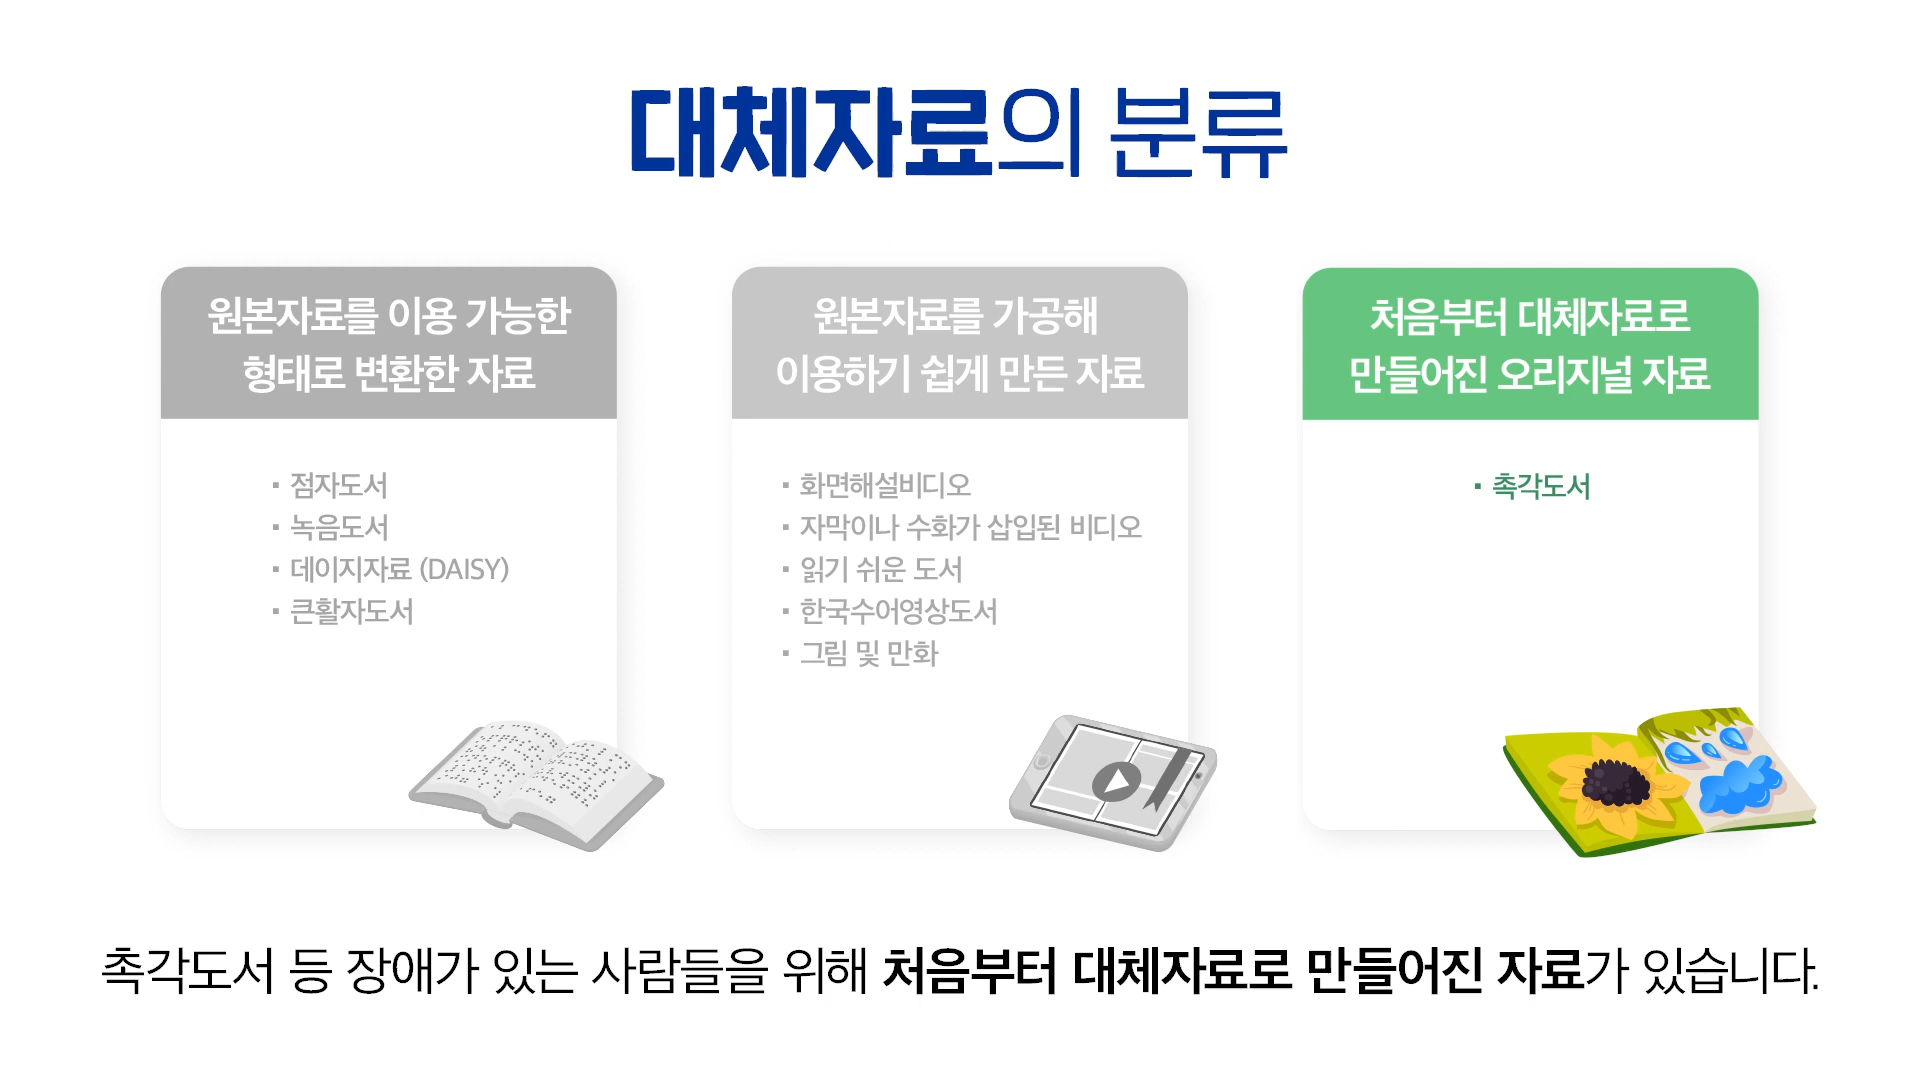 대체자료의 분류
원본자료를 이용 가능한
형태로 변환한 자료
▪ 점자도서
▪ 녹음도서
▪ 데이지자료 (DAISY)
▪ 큰활자도서
원본자료를 가공해
이용하기 쉽게 만든 자료
▪ 화면해설비디오
▪ 자막이나 수화가 삽입된 비디오
▪ 읽기 쉬운 도서
▪ 한국수어영상도서
▪ 그림 및 만화
처음부터 대체자료로
만들어진 오리지널 자료
▪ 촉각도서
촉각도서 등 장애가 있는 사람들을 위해 처음부터 대체자료로 만들어진 자료가 있습니다.